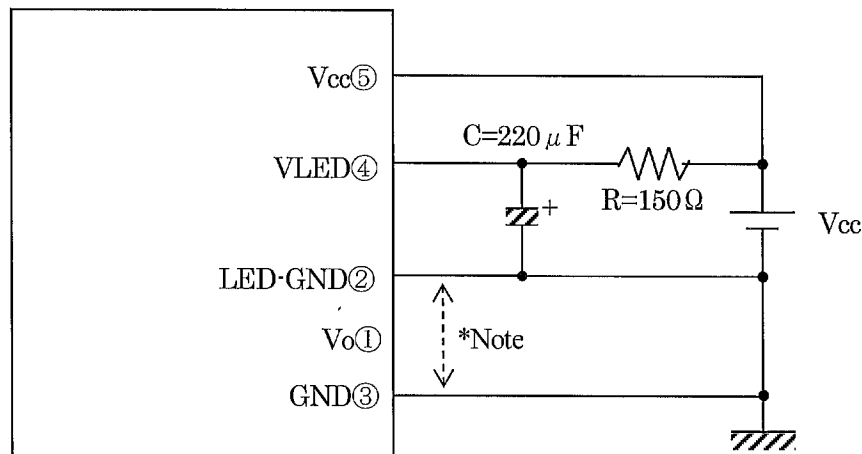 Vcc⑤
C=220μF
VLED④
R=150Ω
Vcc
+
LED·GND②
Vo①
*Note
GND③